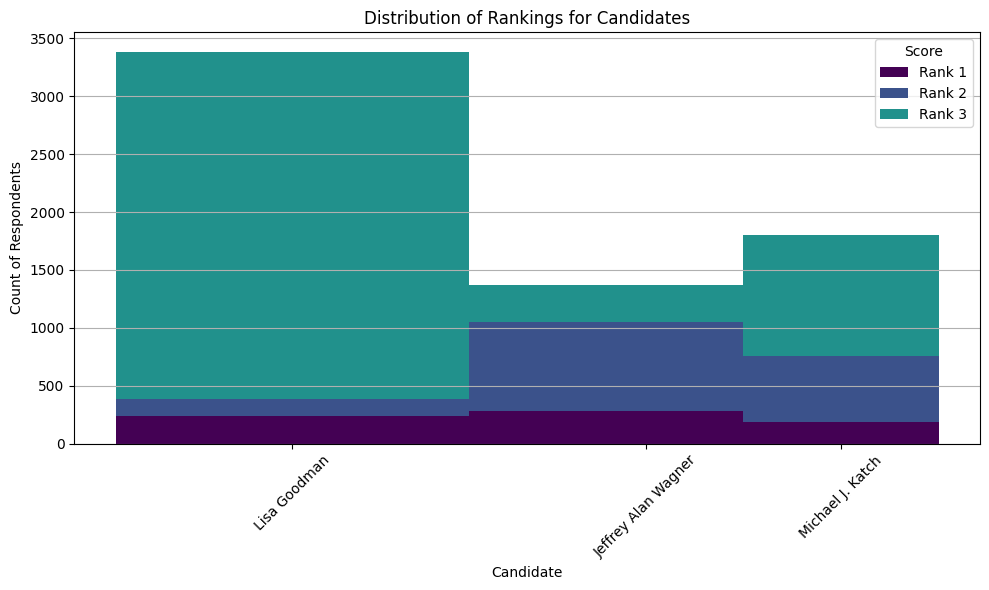 Distribution of Rankings for Candidates
Score
Rank 1
Rank 2
Rank 3
Count of Respondents
3500
3000
2500
2000
1500
1000
500
0
Lisa Goodman
Jeffrey Alan Wagner
Michael J. Katch
Candidate